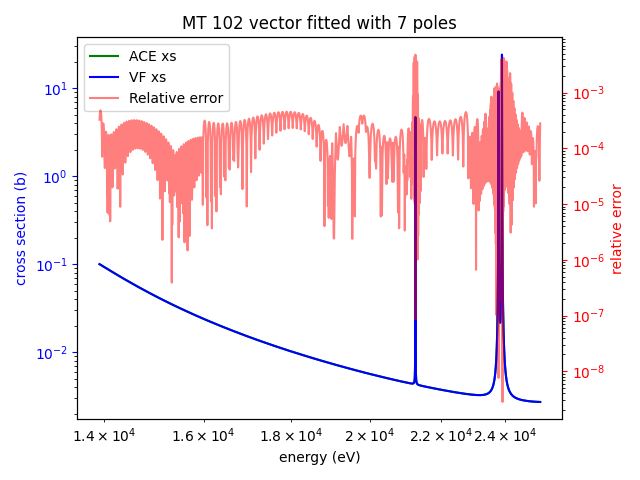 MT 102 vector fitted with 7 poles
ACE xs
VF xs
Relative error
10¹
10⁰
10⁻¹
10⁻²
cross section (b)
10⁻³
10⁻⁴
10⁻⁵
10⁻⁶
10⁻⁷
10⁻⁸
relative error
1.4 × 10⁴ 1.6 × 10⁴ 1.8 × 10⁴ 2 × 10⁴ 2.2 × 10⁴ 2.4 × 10⁴
energy (eV)